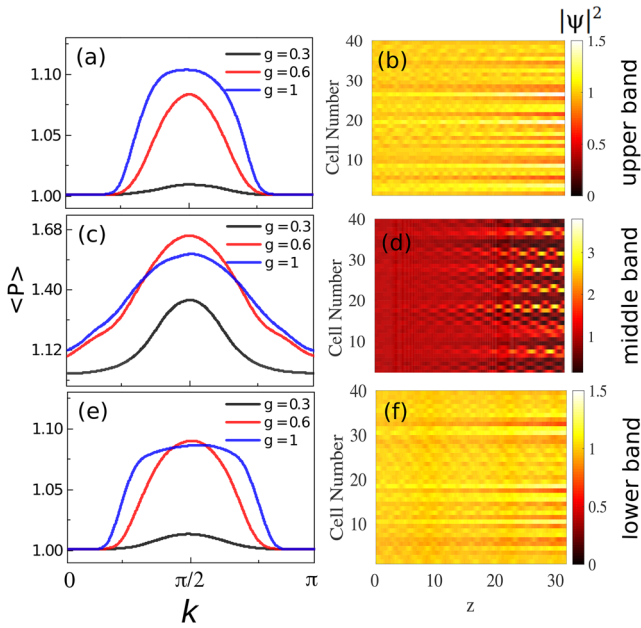 |ψ|²
(a)
g=0.3
g=0.6
g=1
1.10
1.05
1.00
(b)
Cell Number
40
30
20
10
1.5
1
0.5
0
upper band
(c)
g=0.3
g=0.6
g=1
1.68
1.40
1.12
<P>
(d)
Cell Number
40
30
20
10
3
2
1
middle band
(e)
g=0.3
g=0.6
g=1
1.10
1.05
1.00
0
π/2
π
k
(f)
Cell Number
40
30
20
10
0
10
20
30
z
1.5
1
0.5
0
lower band